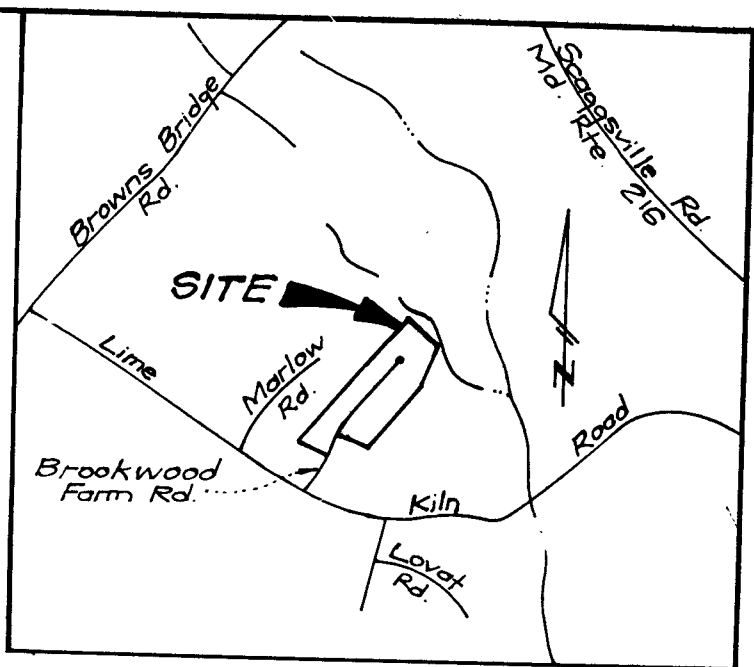 Scaggsville Rd.
Md. Rte. 216
Browns Bridge
Rd.
SITE
Lime
Marlow
Rd.
N
Road
Brookwood
Farm Rd.
Kiln
Lovat
Rd.